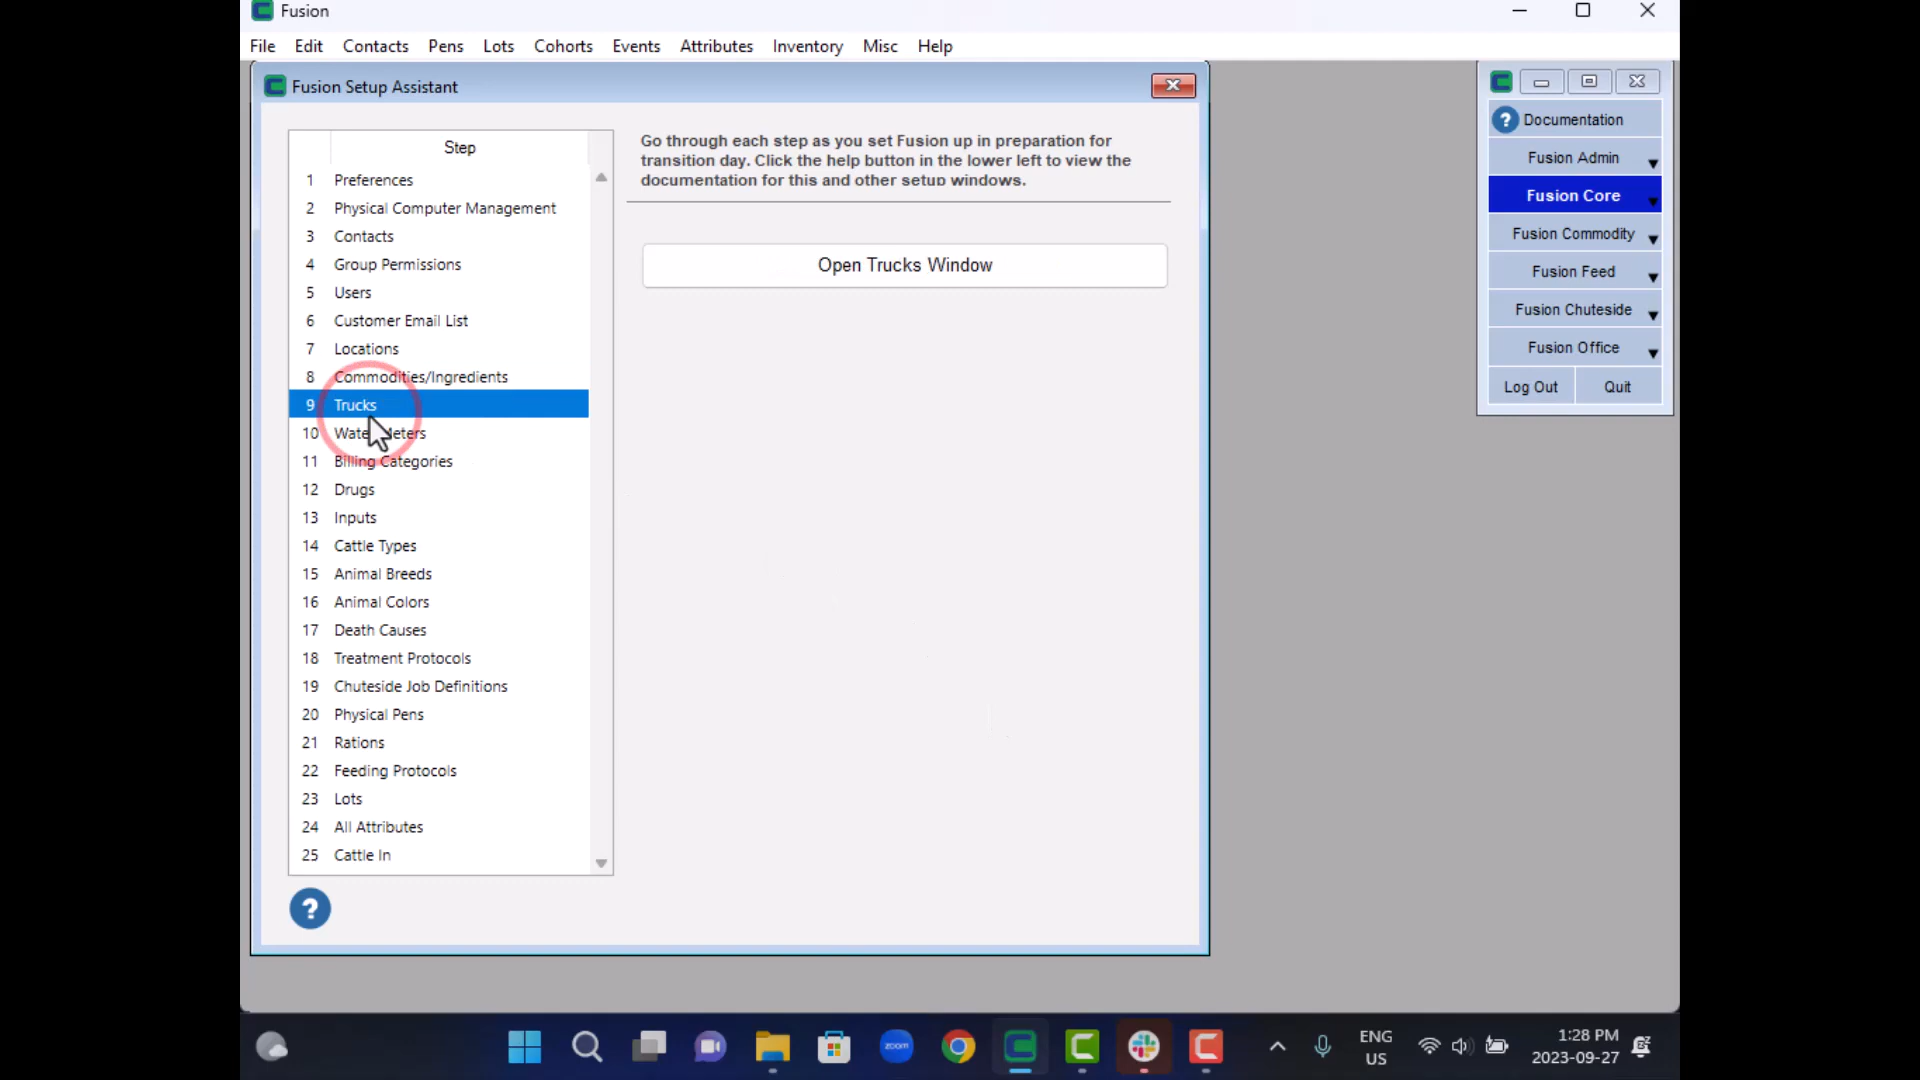 Fusion
File Edit Contacts Pens Lots Cohorts Events Attributes Inventory Misc Help
Fusion Setup Assistant
Step
1 Preferences
2 Physical Computer Management
3 Contacts
4 Group Permissions
5 Users
6 Customer Email List
7 Locations
8 Commodities/Ingredients
9 Trucks
10 Water Meters
11 Billing Categories
12 Drugs
13 Inputs
14 Cattle Types
15 Animal Breeds
16 Animal Colors
17 Death Causes
18 Treatment Protocols
19 Chuteside Job Definitions
20 Physical Pens
21 Rations
22 Feeding Protocols
23 Lots
24 All Attributes
25 Cattle In
?
Go through each step as you set Fusion up in preparation for
transition day. Click the help button in the lower left to view the
documentation for this and other setup windows.
Open Trucks Window
? Documentation
Fusion Admin
Fusion Core
Fusion Commodity
Fusion Feed
Fusion Chuteside
Fusion Office
Log Out Quit
zoom
ENG
US
1:28 PM
2023-09-27